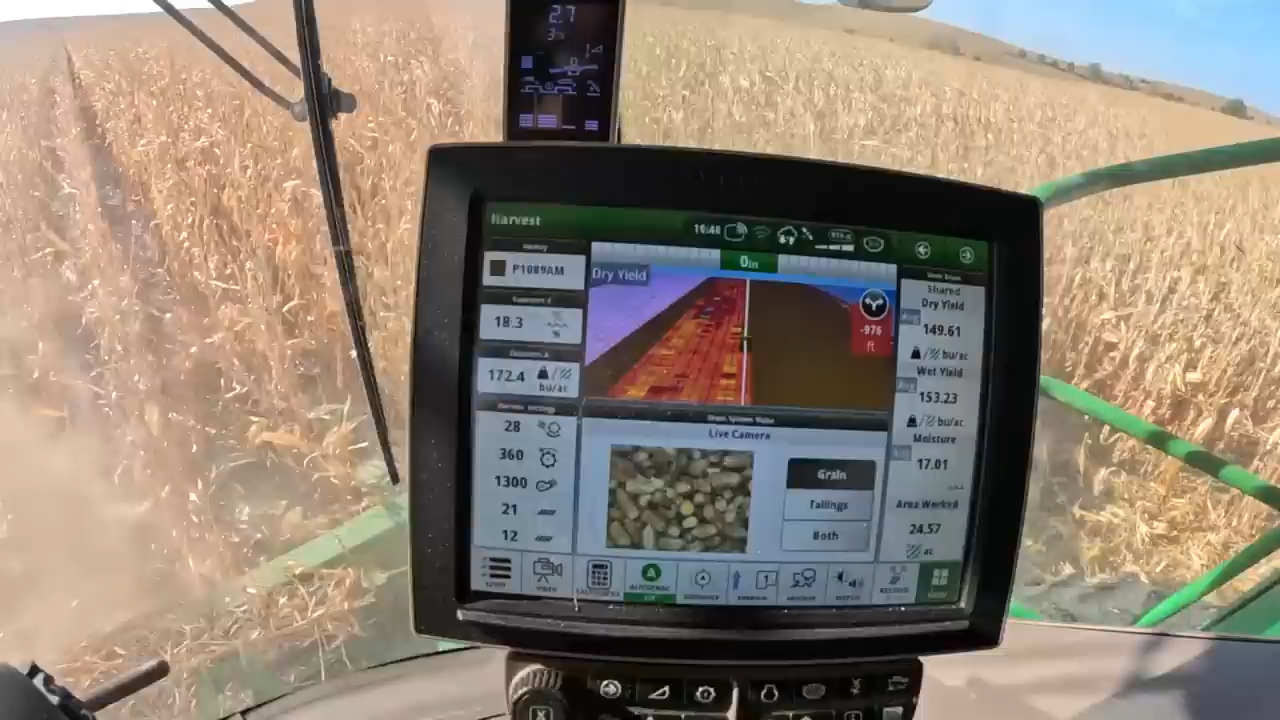 2.7
Harvest
10:48
0in
P1089AM
Dry Yield
18.3
%
172.4
bu/ac
-976
ft
28
360
1300
21
12
Live Camera
Grain
Tailings
Both
Shared
Dry Yield
Avg
149.61
bu/ac
Wet Yield
Avg
153.23
bu/ac
Moisture
17.01
Area Worked
24.57
ac